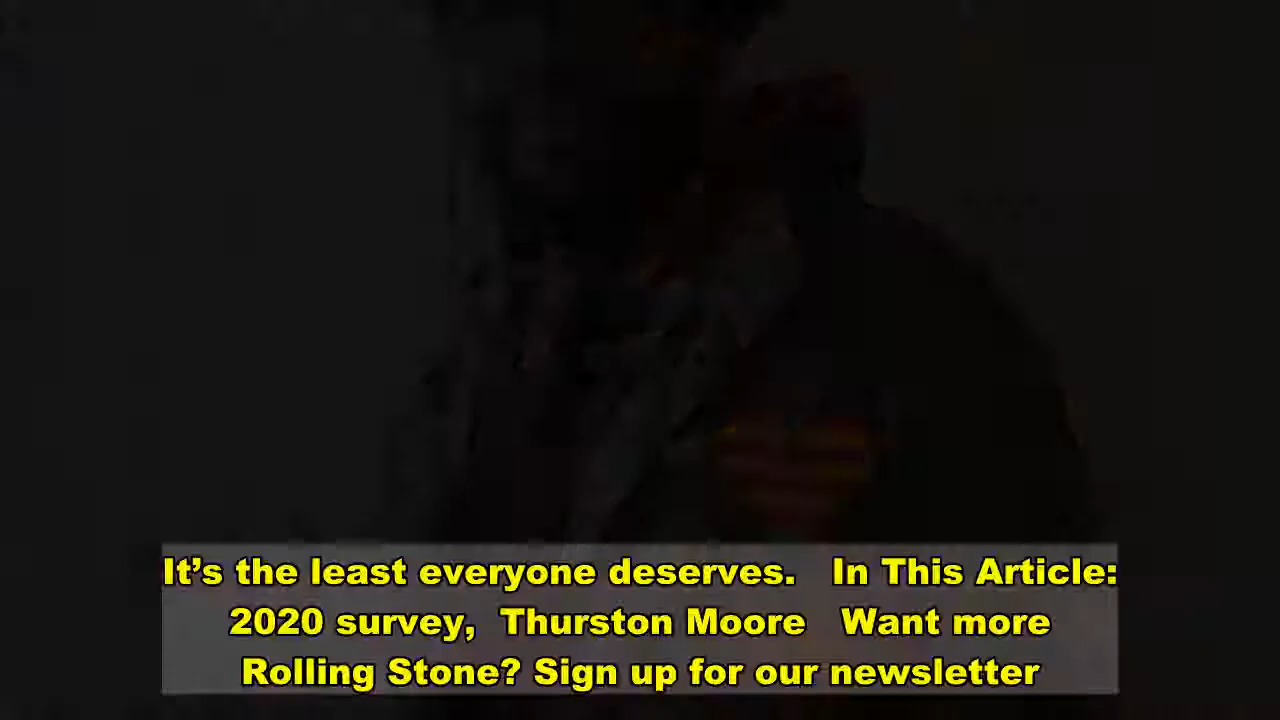 It’s the least everyone deserves.   In This Article:
2020 survey,  Thurston Moore   Want more
Rolling Stone? Sign up for our newsletter